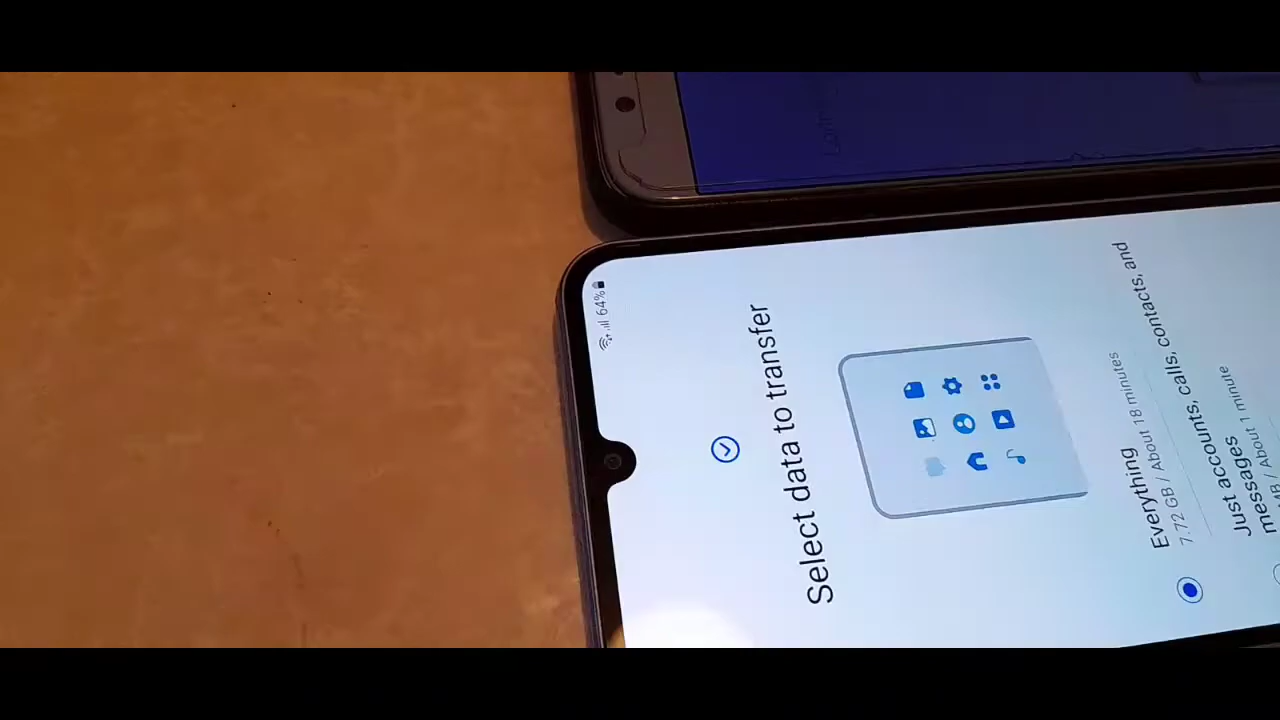 64%
Select data to transfer
Everything
7.72 GB / About 18 minutes
Just accounts, calls, contacts, and
messages
MB / About 1 minute